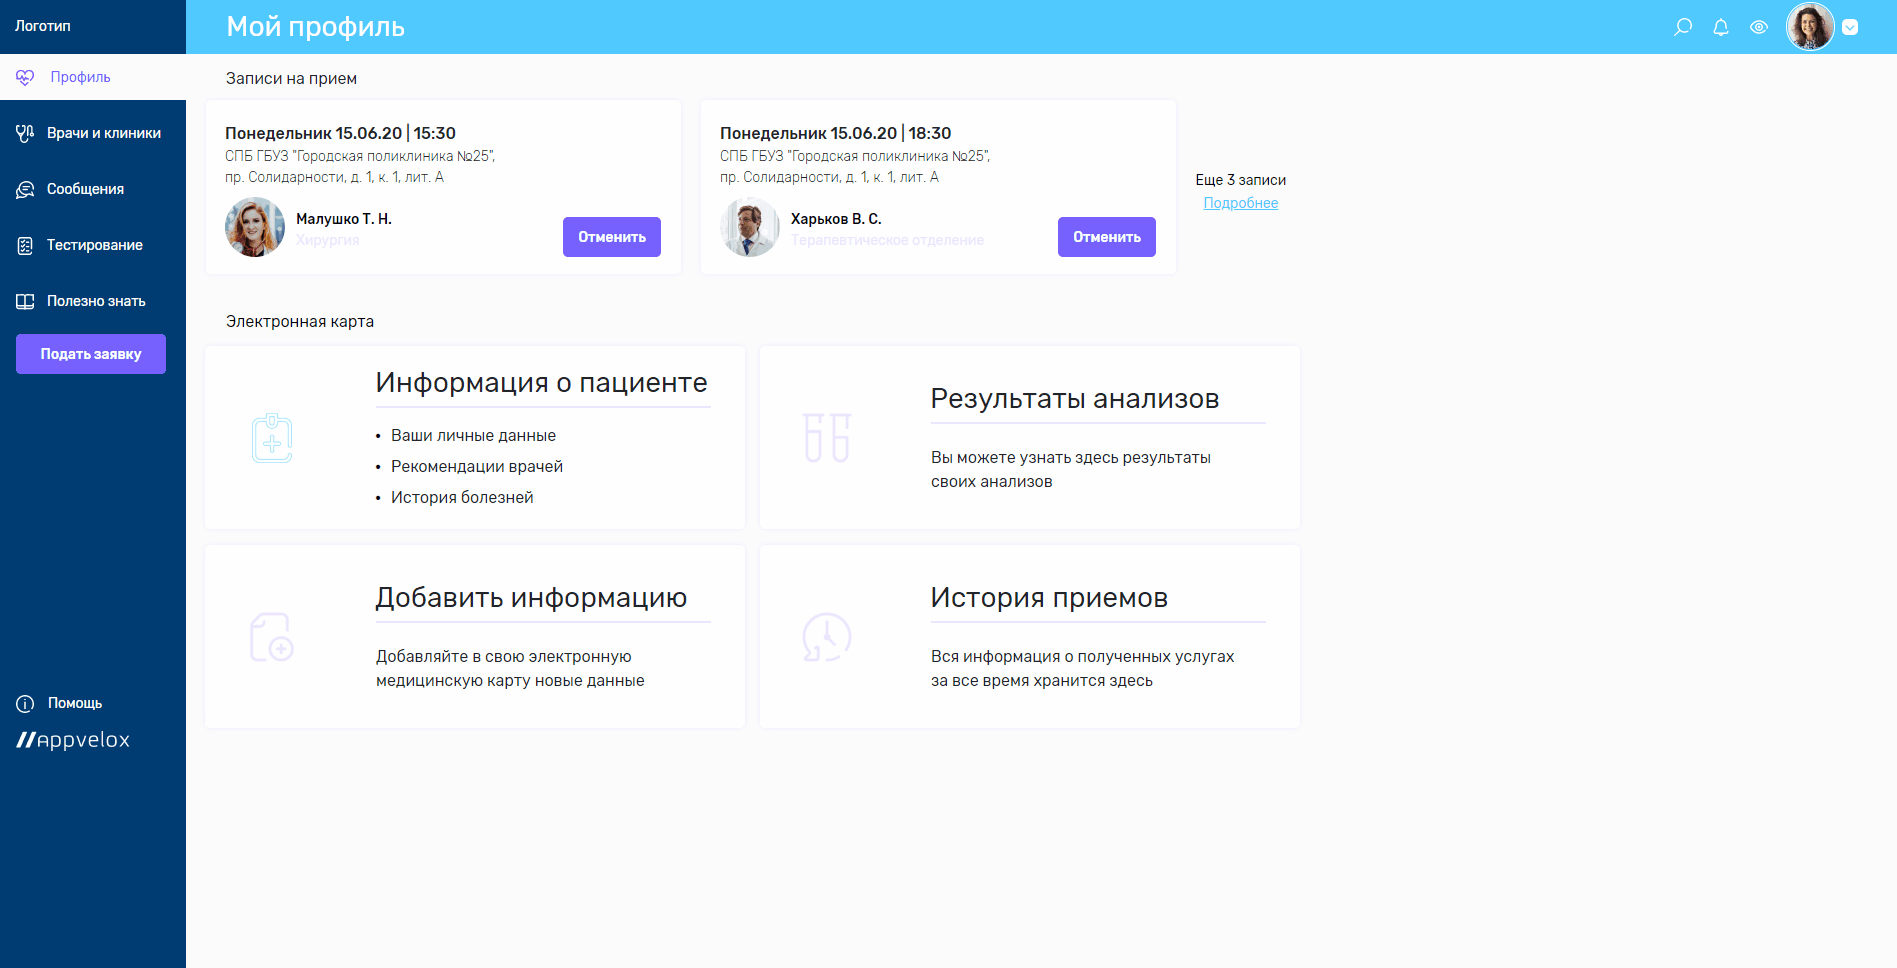 Логотип
Мой профиль
Профиль
Врачи и клиники
Сообщения
Тестирование
Полезно знать
Подать заявку
Помощь
Appvelox
Записи на прием
Понедельник 15.06.20 | 15:30
СПБ ГБУЗ "Городская поликлиника №25",
пр. Солидарности, д. 1, к. 1, лит. А
Малушко Т. Н.
Хирургия
Отменить
Понедельник 15.06.20 | 18:30
СПБ ГБУЗ "Городская поликлиника №25",
пр. Солидарности, д. 1, к. 1, лит. А
Харьков В. С.
Терапевтическое отделение
Отменить
Еще 3 записи
Подробнее
Электронная карта
Информация о пациенте
• Ваши личные данные
• Рекомендации врачей
• История болезней
Результаты анализов
Вы можете узнать здесь результаты
своих анализов
Добавить информацию
Добавляйте в свою электронную
медицинскую карту новые данные
История приемов
Вся информация о полученных услугах
за все время хранится здесь